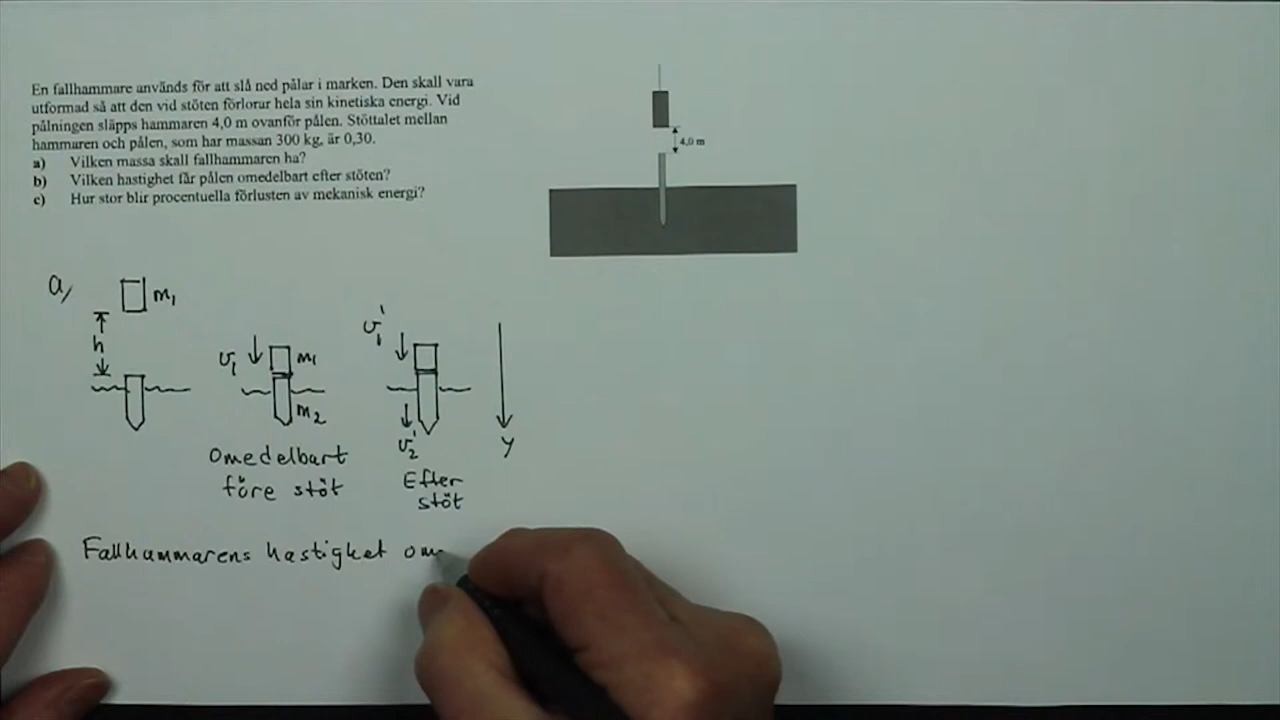 En fallhammare används för att slå ned pålar i marken. Den skall vara
utformad så att den vid stöten förlorar hela sin kinetiska energi. Vid
pålningen släpps hammaren 4,0 m ovanför pålen. Stöttalet mellan
hammaren och pålen, som har massan 300 kg, är 0,30.
a) Vilken massa skall fallhammaren ha?
b) Vilken hastighet får pålen omedelbart efter stöten?
c) Hur stor blir procentuella förlusten av mekanisk energi?
4,0 m
a,
m1
h
v1
m1
m2
v1'
v2'
y
Omedelbart
före stöt
Efter
stöt
Fallhammarens hastighet om